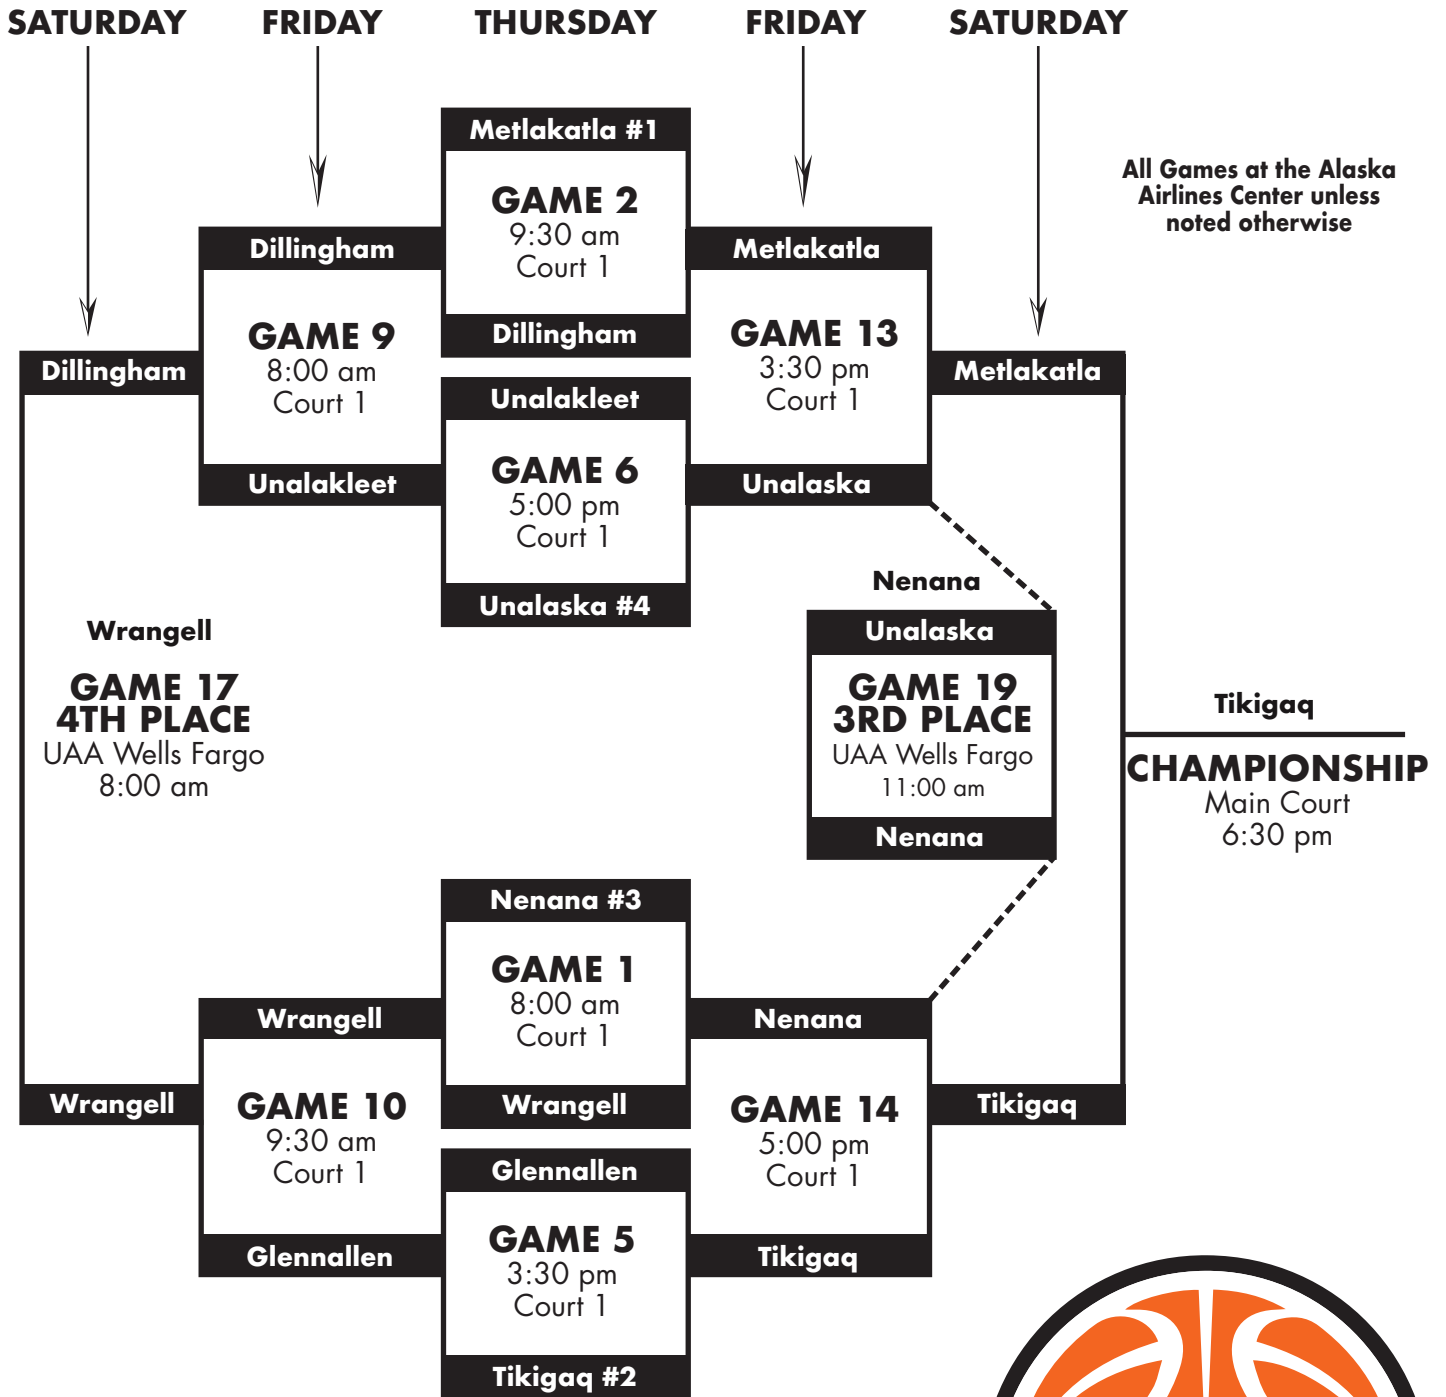 SATURDAY
FRIDAY
THURSDAY
FRIDAY
SATURDAY
All Games at the Alaska
Airlines Center unless
noted otherwise
Metlakatla #1
GAME 2
9:30 am
Court 1
Dillingham
Unalakleet
GAME 6
5:00 pm
Court 1
Unalaska #4
Dillingham
GAME 9
8:00 am
Court 1
Unalakleet
Metlakatla
GAME 13
3:30 pm
Court 1
Unalaska
Dillingham
Wrangell
GAME 17
4TH PLACE
UAA Wells Fargo
8:00 am
Wrangell
Metlakatla
Nenana
Unalaska
GAME 19
3RD PLACE
UAA Wells Fargo
11:00 am
Nenana
Tikigaq
CHAMPIONSHIP
Main Court
6:30 pm
Tikigaq
Nenana #3
GAME 1
8:00 am
Court 1
Wrangell
Glennallen
GAME 5
3:30 pm
Court 1
Tikigaq #2
Wrangell
GAME 10
9:30 am
Court 1
Glennallen
Nenana
GAME 14
5:00 pm
Court 1
Tikigaq